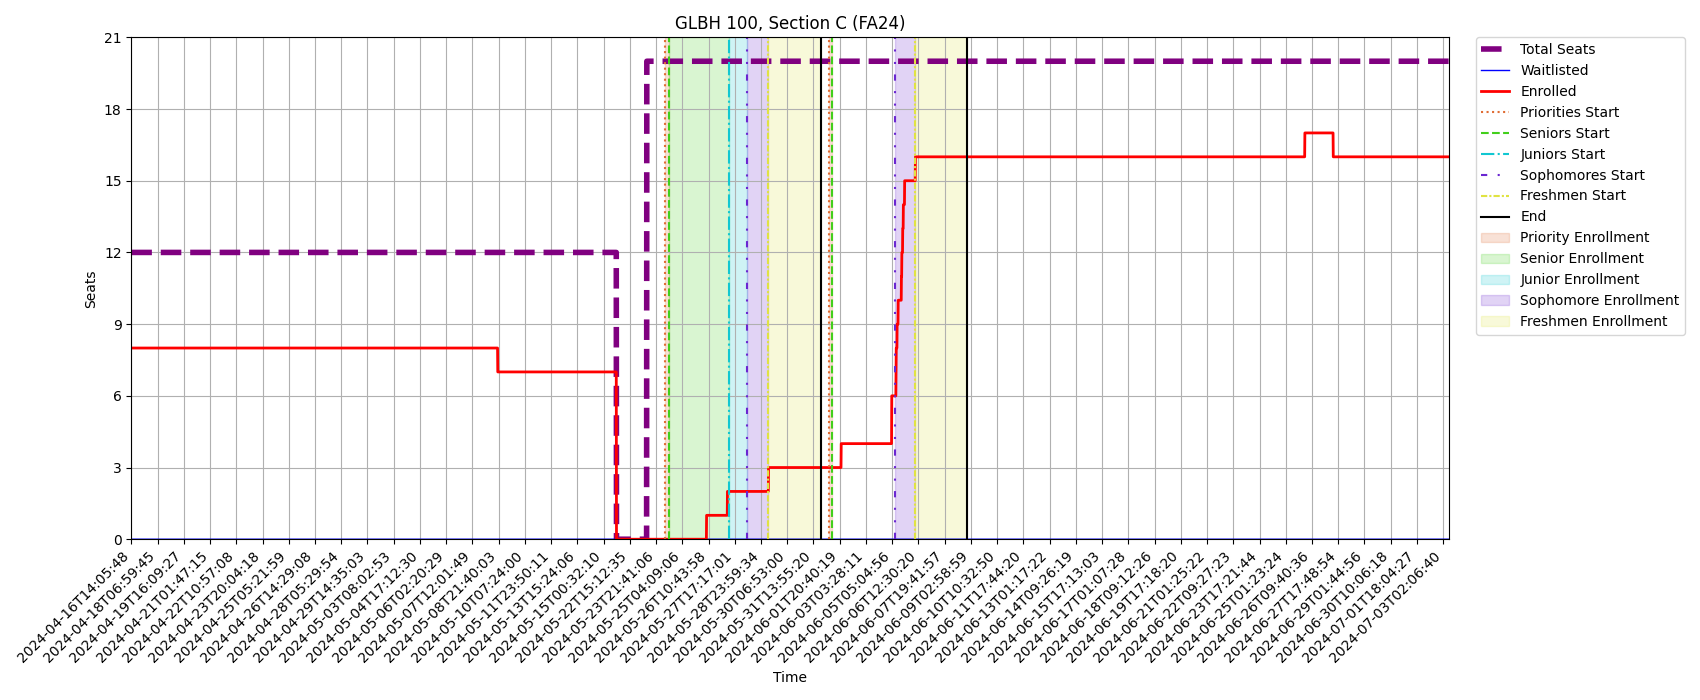 GLBH 100, Section C (FA24)
21
18
15
12
9
6
3
0
Seats
2024-04-16T14:05:48
2024-04-18T06:59:45
2024-04-19T16:09:27
2024-04-21T01:47:15
2024-04-22T10:57:08
2024-04-23T20:04:18
2024-04-25T05:21:59
2024-04-26T14:29:08
2024-04-28T05:29:54
2024-04-29T14:35:03
2024-05-03T08:02:53
2024-05-04T17:12:30
2024-05-06T02:20:29
2024-05-07T12:01:49
2024-05-08T21:40:03
2024-05-10T07:24:00
2024-05-11T23:50:11
2024-05-13T15:24:06
2024-05-15T00:32:10
2024-05-22T15:12:35
2024-05-23T21:41:06
2024-05-25T04:09:06
2024-05-26T10:43:58
2024-05-27T17:17:01
2024-05-28T23:59:34
2024-05-30T06:53:00
2024-05-31T13:55:20
2024-06-01T20:40:19
2024-06-03T03:28:11
2024-06-05T05:04:56
2024-06-06T12:30:20
2024-06-07T19:41:57
2024-06-09T02:58:59
2024-06-10T10:32:50
2024-06-11T17:44:20
2024-06-13T01:17:22
2024-06-14T09:26:19
2024-06-15T17:13:03
2024-06-17T01:07:28
2024-06-18T09:12:26
2024-06-19T17:18:20
2024-06-21T01:25:22
2024-06-22T09:27:23
2024-06-23T17:21:44
2024-06-25T01:23:24
2024-06-26T09:40:36
2024-06-27T17:48:54
2024-06-29T01:44:56
2024-06-30T10:06:18
2024-07-01T18:04:27
2024-07-03T02:06:40
Time
Total Seats
Waitlisted
Enrolled
Priorities Start
Seniors Start
Juniors Start
Sophomores Start
Freshmen Start
End
Priority Enrollment
Senior Enrollment
Junior Enrollment
Sophomore Enrollment
Freshmen Enrollment